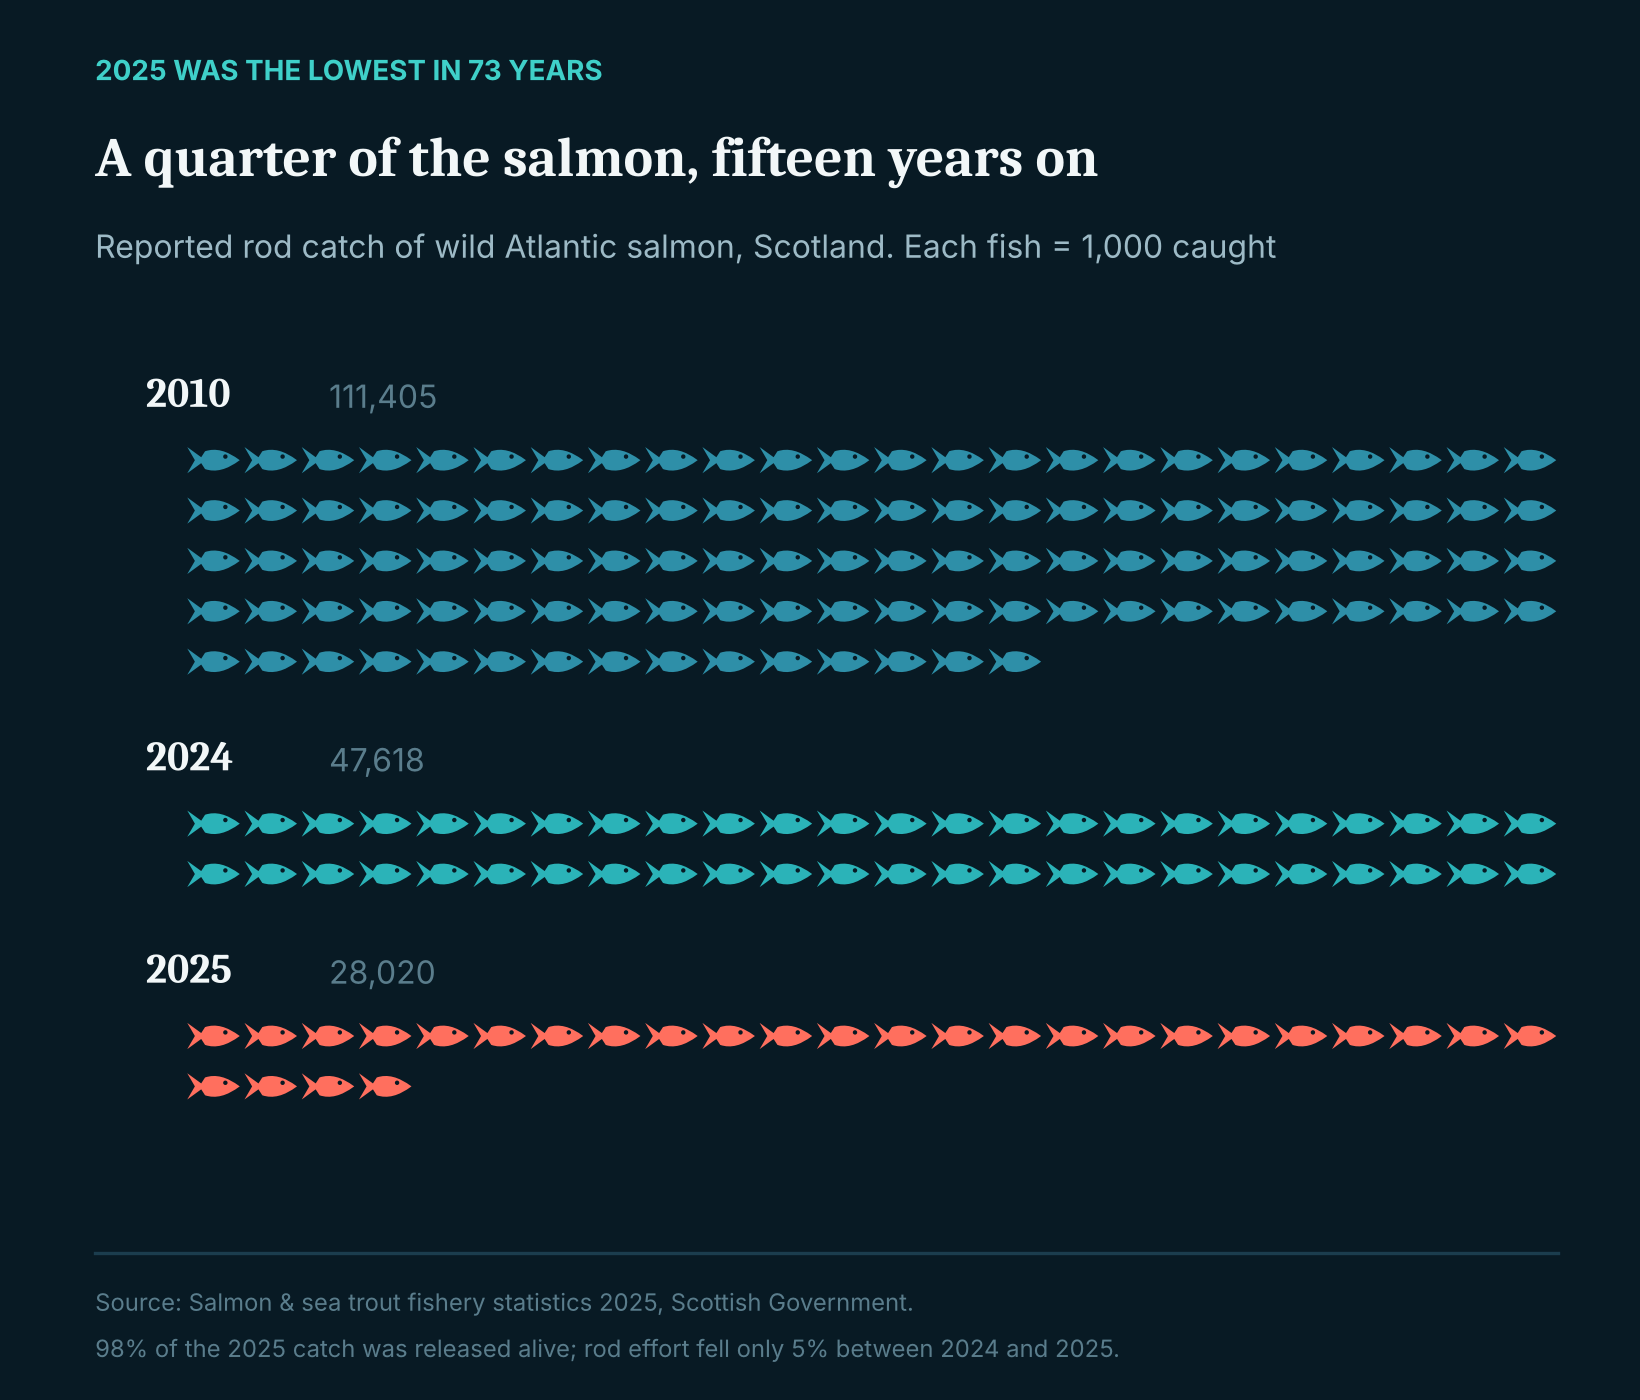 2025 WAS THE LOWEST IN 73 YEARS
A quarter of the salmon, fifteen years on
Reported rod catch of wild Atlantic salmon, Scotland. Each fish = 1,000 caught
2010 111,405
2024 47,618
2025 28,020
Source: Salmon & sea trout fishery statistics 2025, Scottish Government.
98% of the 2025 catch was released alive; rod effort fell only 5% between 2024 and 2025.